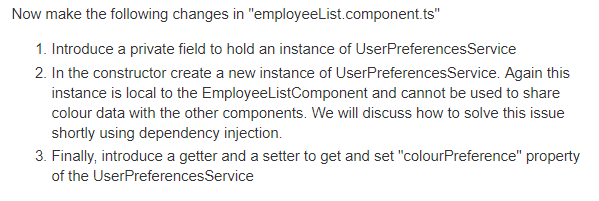 Now make the following changes in "employeeList.component.ts"
1. Introduce a private field to hold an instance of UserPreferencesService
2. In the constructor create a new instance of UserPreferencesService. Again this
instance is local to the EmployeeListComponent and cannot be used to share
colour data with the other components. We will discuss how to solve this issue
shortly using dependency injection.
3. Finally, introduce a getter and a setter to get and set "colourPreference" property
of the UserPreferencesService